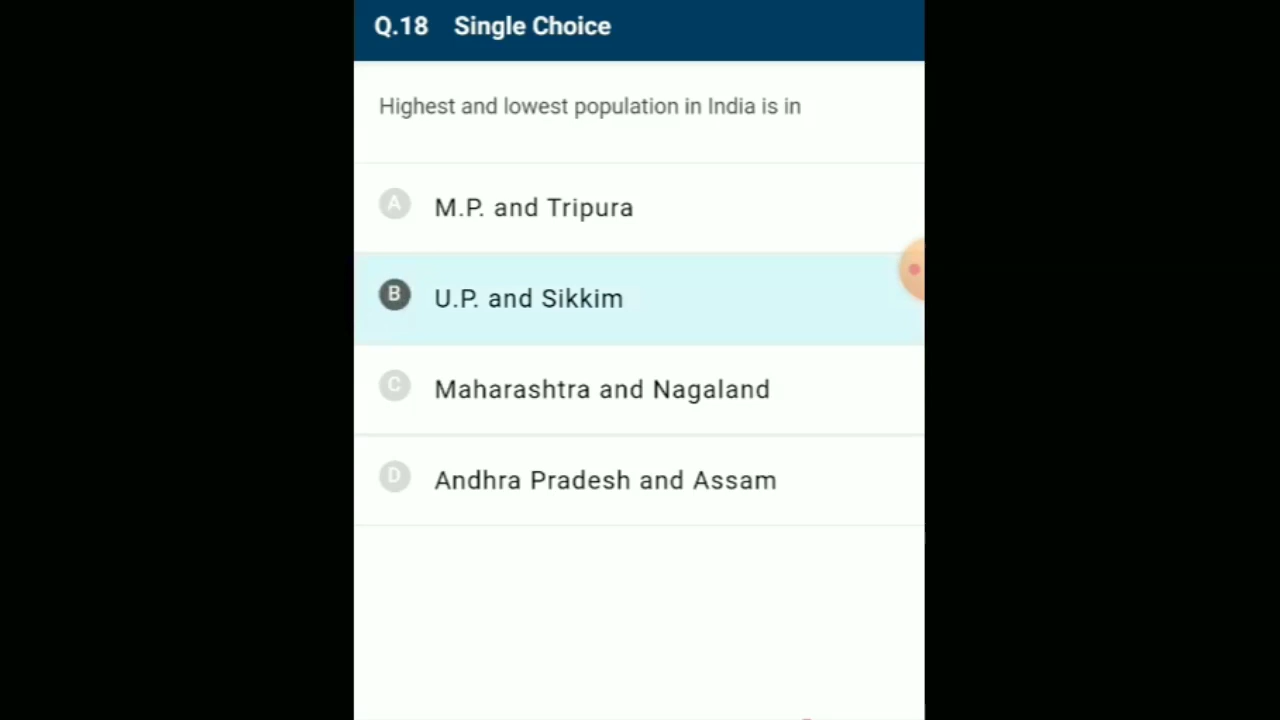 Q.18 Single Choice
Highest and lowest population in India is in
A M.P. and Tripura
B U.P. and Sikkim
C Maharashtra and Nagaland
D Andhra Pradesh and Assam